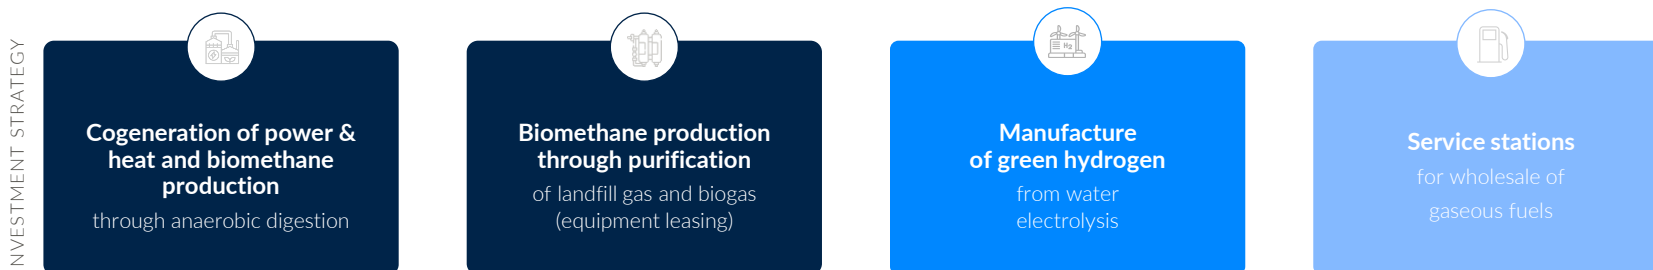 NVESTMENT STRATEGY
Cogeneration of power &
heat and biomethane
production
through anaerobic digestion
Biomethane production
through purification
of landfill gas and biogas
(equipment leasing)
N2
Manufacture
of green hydrogen
from water
electrolysis
Service stations
for wholesale of
gaseous fuels